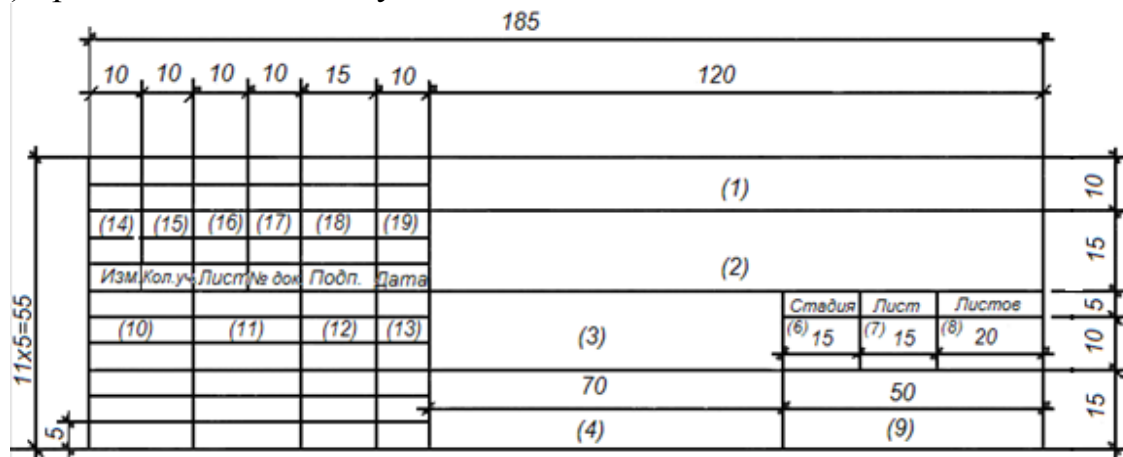 185
10 10 10 10 15 10 120
(1) 10
(14) (15) (16) (17) (18) (19)
(2) 15
Изм. Кол.уч Лист № док Подп. Дата
Стадия Лист Листов 5
(10) (11) (12) (13) (3) (6) 15 (7) 15 (8) 20 10
11x5=55
70 50 15
5 (4) (9)